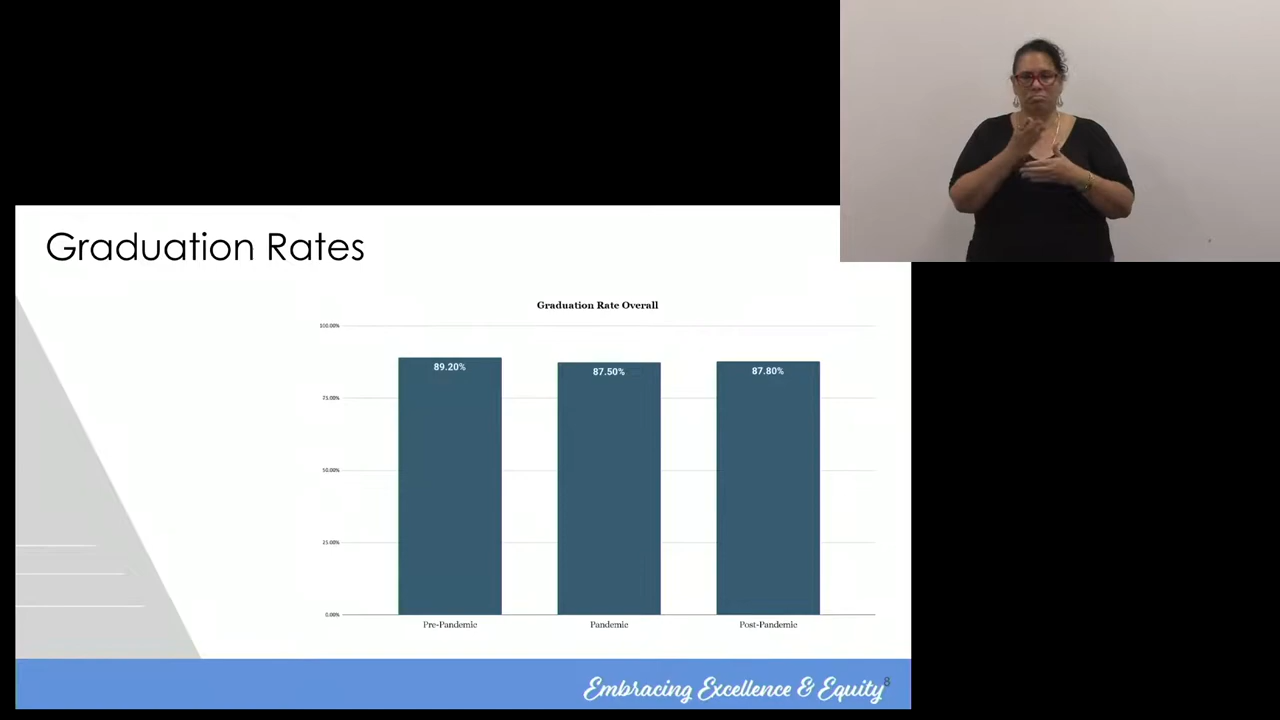 Graduation Rates
Graduation Rate Overall
100.00%
89.20%
87.50%
87.80%
75.00%
50.00%
25.00%
0.00%
Pre-Pandemic
Pandemic
Post-Pandemic
Embracing Excellence & Equity
8